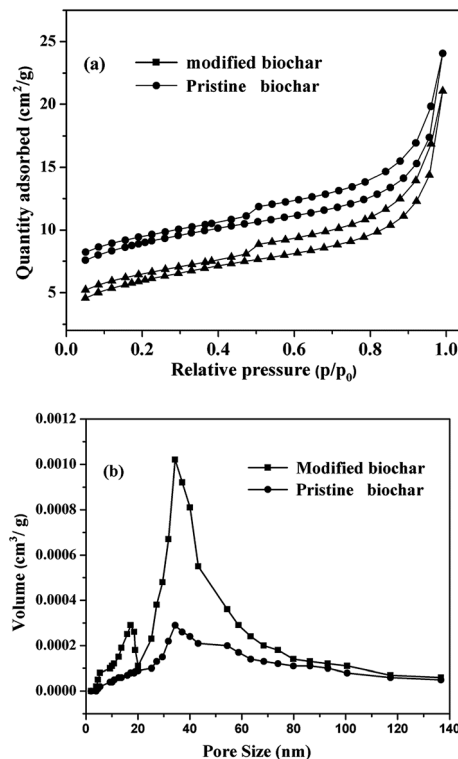 (a)
modified biochar
Pristine biochar
25
20
15
10
5
Quantity adsorbed (cm²/g)
0.0 0.2 0.4 0.6 0.8 1.0
Relative pressure (p/p₀)
(b)
Modified biochar
Pristine biochar
0.0012
0.0010
0.0008
0.0006
0.0004
0.0002
0.0000
Volume (cm³/ g)
0 20 40 60 80 100 120 140
Pore Size (nm)